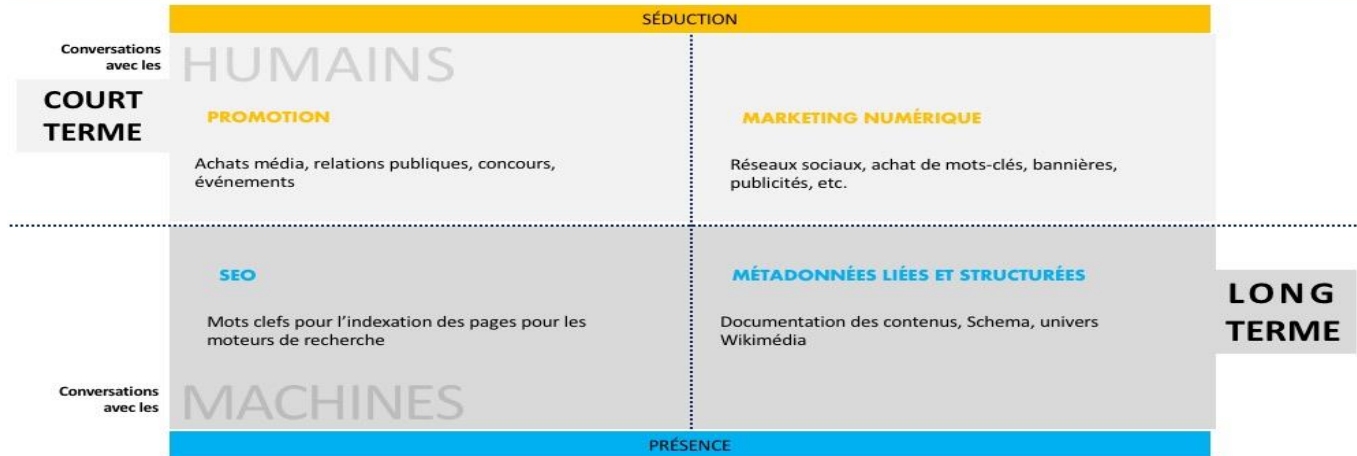 SÉDUCTION
Conversations
avec les
HUMAINS
COURT
TERME
PROMOTION
Achats média, relations publiques, concours,
événements
MARKETING NUMÉRIQUE
Réseaux sociaux, achat de mots-clés, bannières,
publicités, etc.
SEO
Mots clefs pour l’indexation des pages pour les
moteurs de recherche
MÉTADONNÉES LIÉES ET STRUCTURÉES
Documentation des contenus, Schema, univers
Wikimédia
LONG
TERME
Conversations
avec les
MACHINES
PRÉSENCE